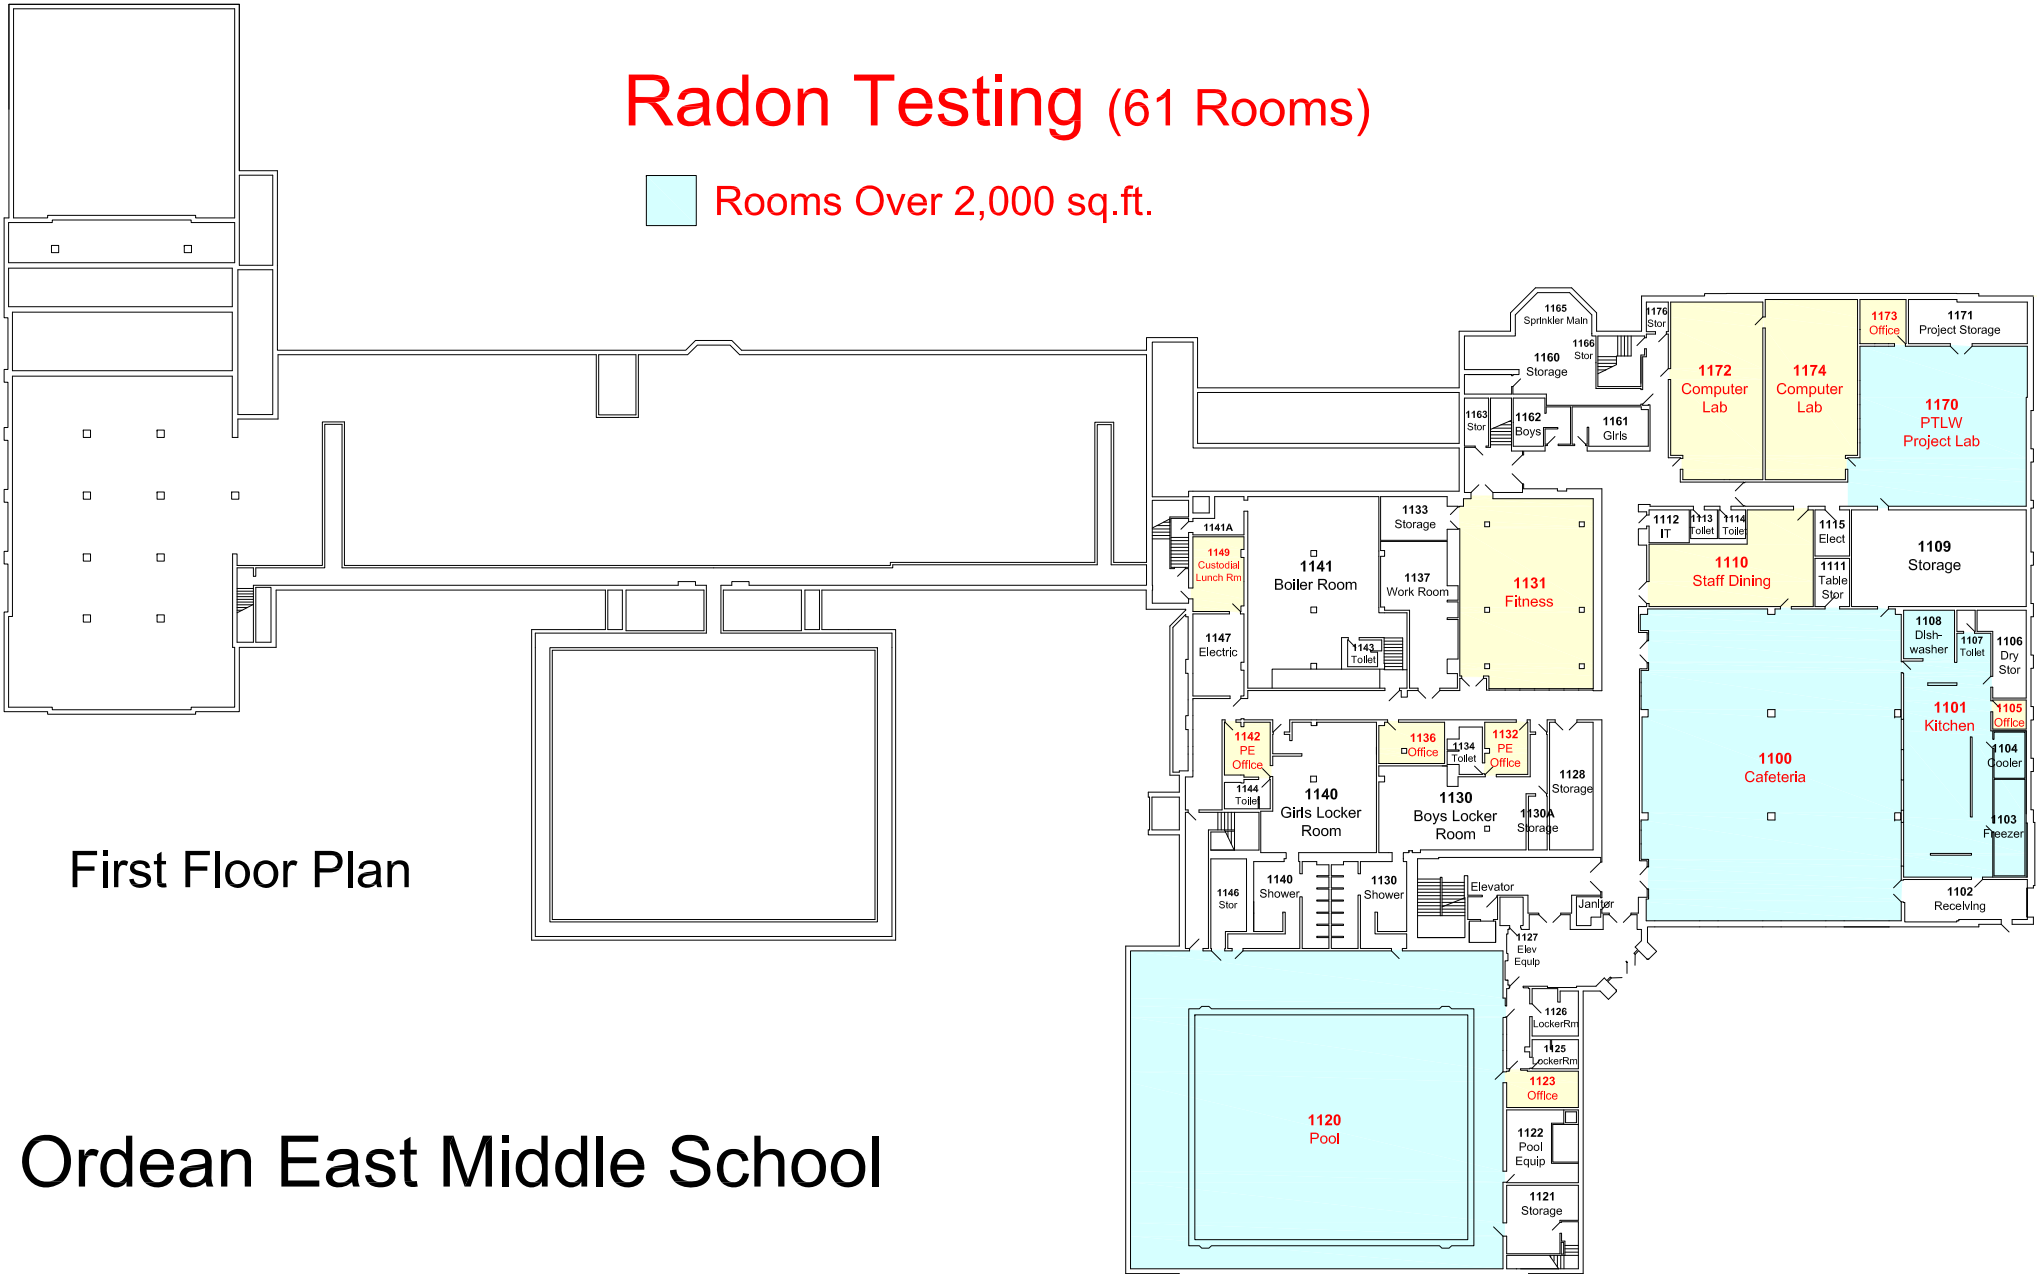 Radon Testing (61 Rooms)
Rooms Over 2,000 sq.ft.
1165
Sprinkler Main
1166
Stor
1160
Storage
1176
Stor
1163
Stor
1162
Boys
1161
Girls
1172
Computer
Lab
1174
Computer
Lab
1173
Office
1171
Project Storage
1170
PTLW
Project Lab
1141A
1149
Custodial
Lunch Rm
1141
Boiler Room
1133
Storage
1137
Work Room
1131
Fitness
1147
Electric
1143
Toilet
1112
IT
1113
Toilet
1114
Toilet
1115
Elect
1110
Staff Dining
1111
Table
Stor
1109
Storage
1108
Dish-
washer
1107
Toilet
1106
Dry
Stor
1101
Kitchen
1105
Office
1104
Cooler
1103
Freezer
1102
Receiving
1100
Cafeteria
1142
PE
Office
1144
Toilet
1140
Girls Locker
Room
1136
Office
1134
Toilet
1132
PE
Office
1130
Boys Locker
Room
1130A
Storage
1128
Storage
1146
Stor
1140
Shower
1130
Shower
Elevator
Janitor
1127
Elev
Equip
1126
LockerRm
1125
LockerRm
1123
Office
1122
Pool
Equip
1121
Storage
1120
Pool
First Floor Plan
Ordean East Middle School